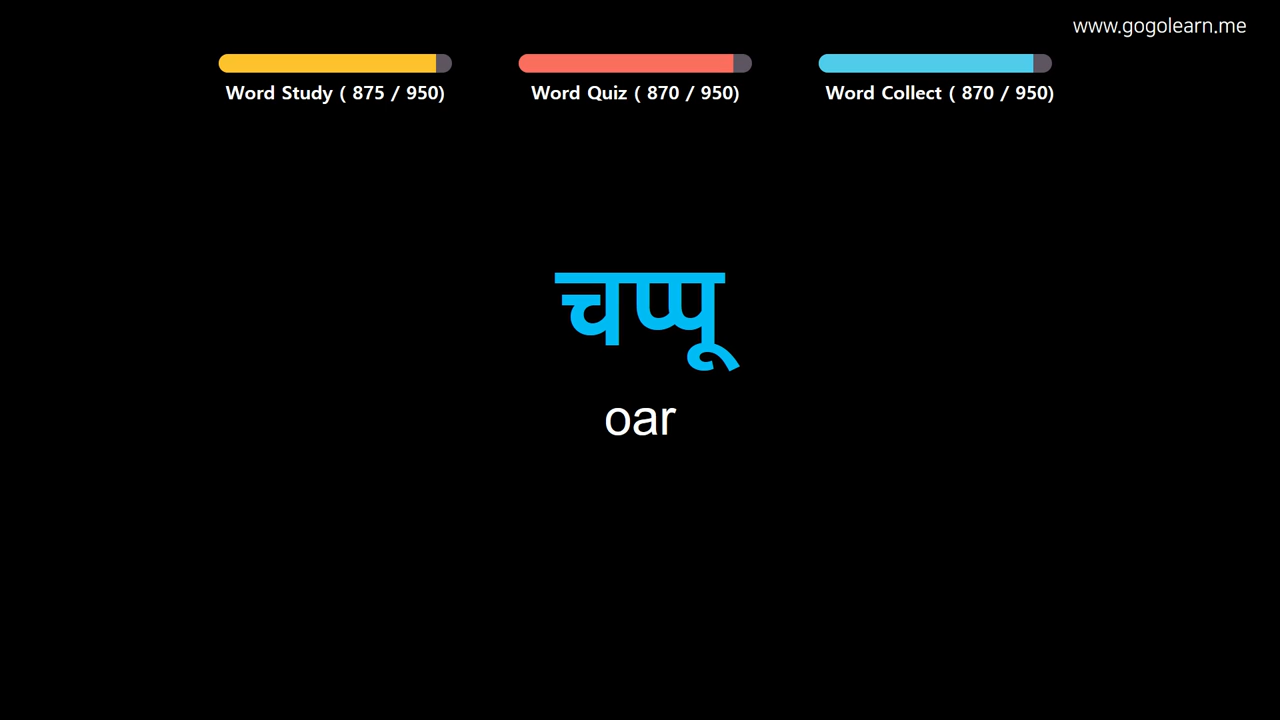 www.gogolearn.me
Word Study ( 875 / 950)
Word Quiz ( 870 / 950)
Word Collect ( 870 / 950)
चप्पू
oar